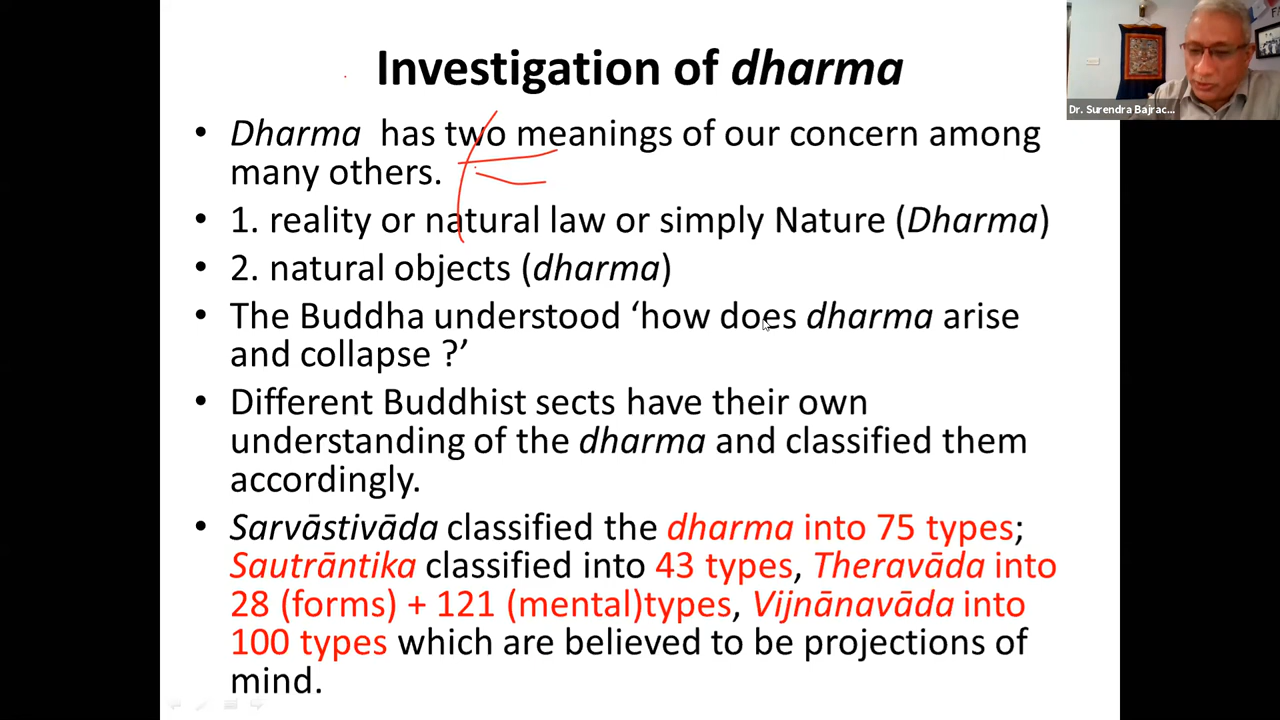 Investigation of dharma
• Dharma has two meanings of our concern among
many others.
• 1. reality or natural law or simply Nature (Dharma)
• 2. natural objects (dharma)
• The Buddha understood ‘how does dharma arise
and collapse ?’
• Different Buddhist sects have their own
understanding of the dharma and classified them
accordingly.
• Sarvāstivāda classified the dharma into 75 types;
Sautrāntika classified into 43 types, Theravāda into
28 (forms) + 121 (mental)types, Vijnānavāda into
100 types which are believed to be projections of
mind.
Dr. Surendra Bajrac...